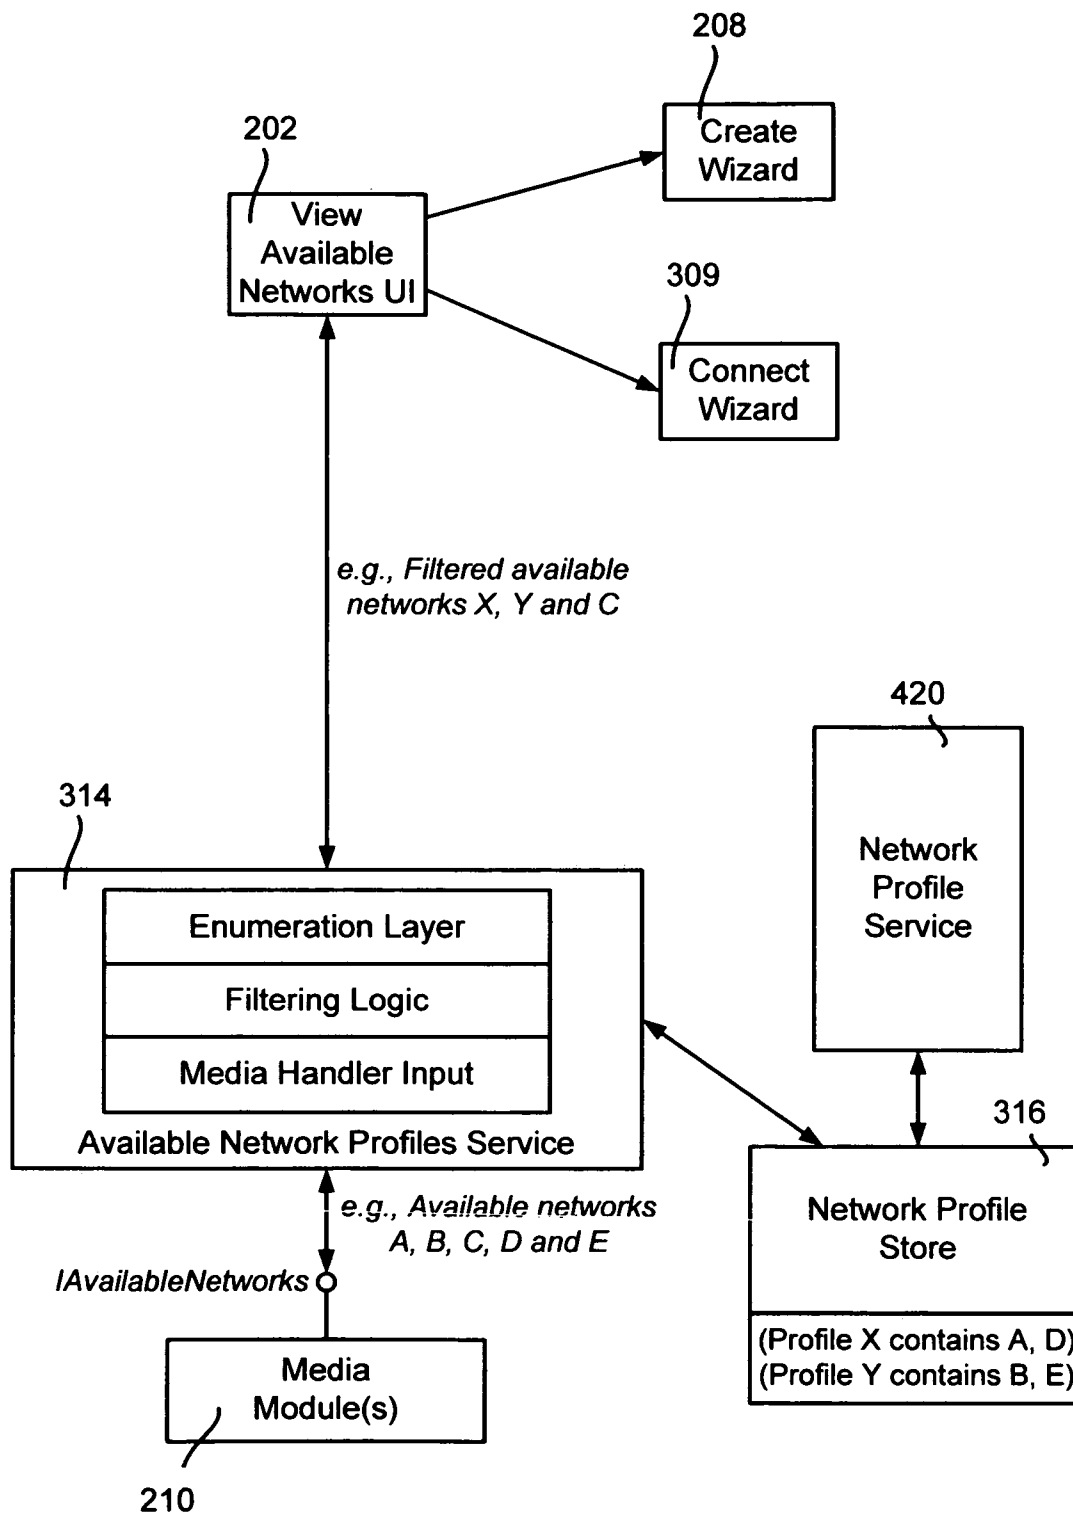 208
Create
Wizard
202
View
Available
Networks UI
309
Connect
Wizard
e.g., Filtered available
networks X, Y and C
420
Network
Profile
Service
314
Enumeration Layer
Filtering Logic
Media Handler Input
Available Network Profiles Service
316
Network Profile
Store
(Profile X contains A, D)
(Profile Y contains B, E)
e.g., Available networks
A, B, C, D and E
IAvailableNetworks
Media
Module(s)
210